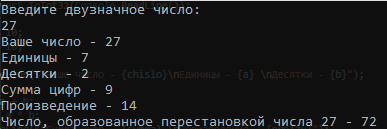 Введите двузначное число:
27
Ваше число - 27
Единицы - 7
Десятки - 2
Сумма цифр - 9
Произведение - 14
Число, образованное перестановкой числа 27 - 72